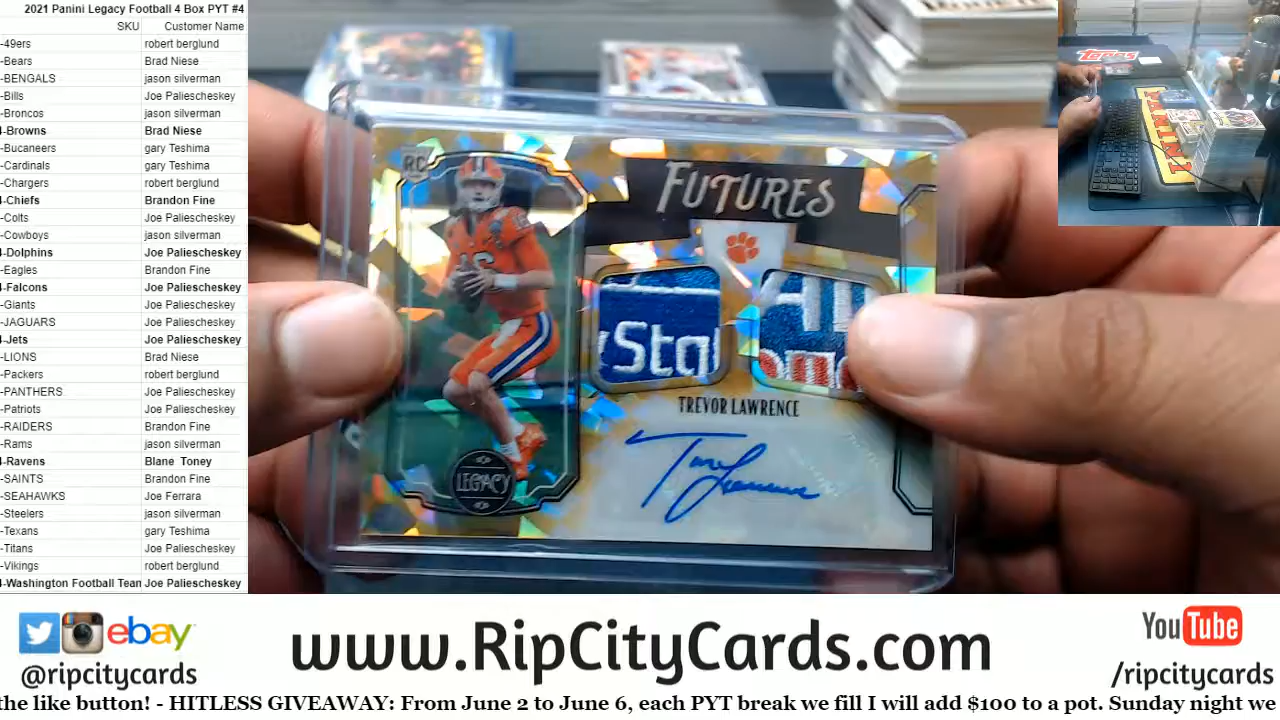 2021 Panini Legacy Football 4 Box PYT #4
SKU Customer Name
-49ers robert berglund
-Bears Brad Niese
-BENGALS jason silverman
-Bills Joe Paliescheskey
-Broncos jason silverman
-Browns Brad Niese
-Bucaneers gary Teshima
-Cardinals gary Teshima
-Chargers robert berglund
-Chiefs Brandon Fine
-Colts Joe Paliescheskey
-Cowboys jason silverman
-Dolphins Joe Paliescheskey
-Eagles Brandon Fine
-Falcons Joe Paliescheskey
-Giants Joe Paliescheskey
-JAGUARS Joe Paliescheskey
-Jets Joe Paliescheskey
-LIONS Brad Niese
-Packers robert berglund
-PANTHERS Joe Paliescheskey
-Patriots Joe Paliescheskey
-RAIDERS Brandon Fine
-Rams jason silverman
-Ravens Blane Toney
-SAINTS Brandon Fine
-SEAHAWKS Joe Ferrara
-Steelers jason silverman
-Texans gary Teshima
-Titans Joe Paliescheskey
-Vikings robert berglund
-Washington Football Tean Joe Paliescheskey
RC
FUTURES
16
Sta
TREVOR LAWRENCE
LEGACY
Topps
PANINI
ebay
@ripcitycards
www.RipCityCards.com
YouTube
/ripcitycards
the like button! - HITLESS GIVEAWAY: From June 2 to June 6, each PYT break we fill I will add $100 to a pot. Sunday night we